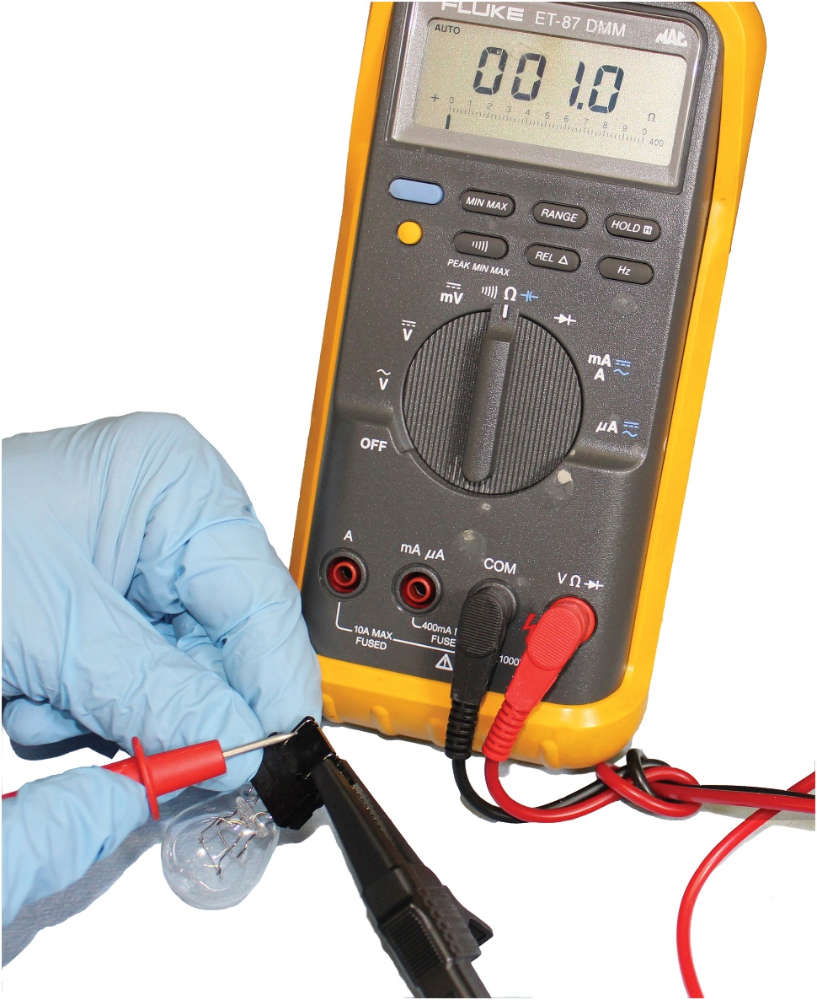 FLUKE ET-87 DMM MAC
AUTO
001.0
Ω
+ 0 1 2 3 4 5 6 7 8 9 0
400
MIN MAX RANGE HOLD H
PEAK MIN MAX REL Δ Hz
mV Ω
V
mA
A
V
µA
OFF
A mA µA COM V Ω
10A MAX
FUSED
400mA